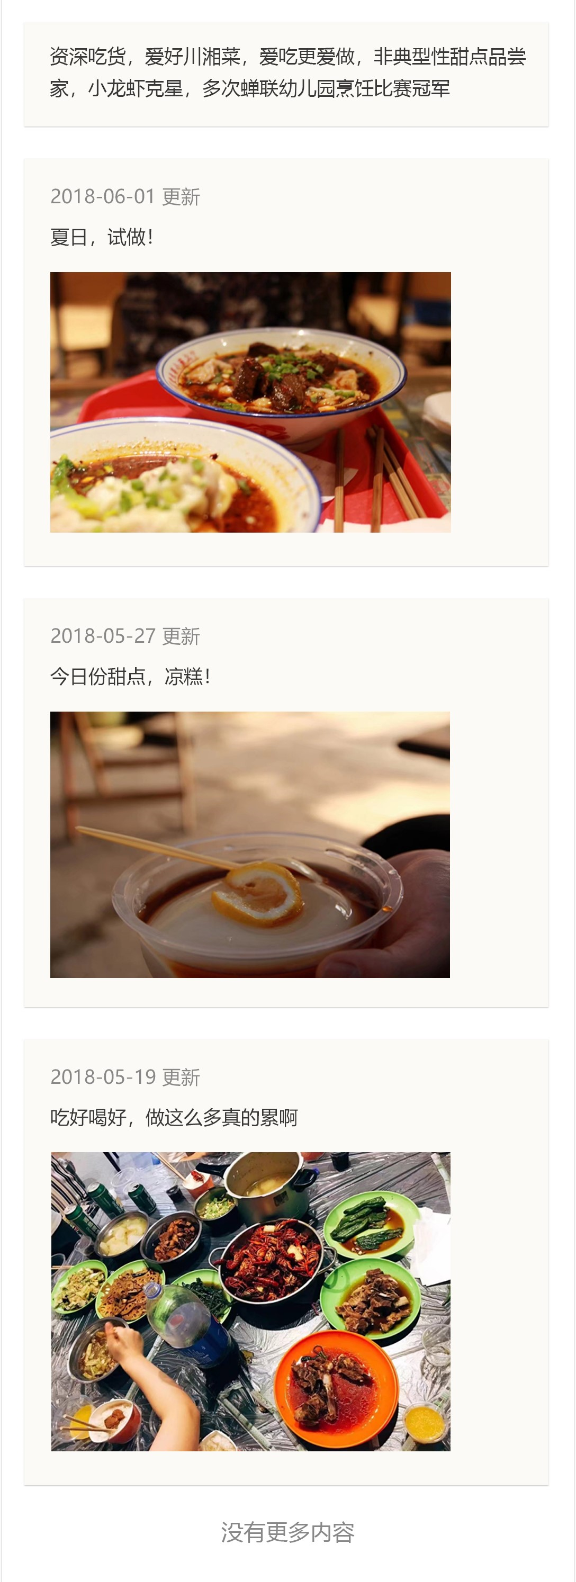 资深吃货，爱好川湘菜，爱吃更爱做，非典型性甜点品尝
家，小龙虾克星，多次蝉联幼儿园烹饪比赛冠军
2018-06-01 更新
夏日，试做！
2018-05-27 更新
今日份甜点，凉糕！
2018-05-19 更新
吃好喝好，做这么多真的累啊
没有更多内容